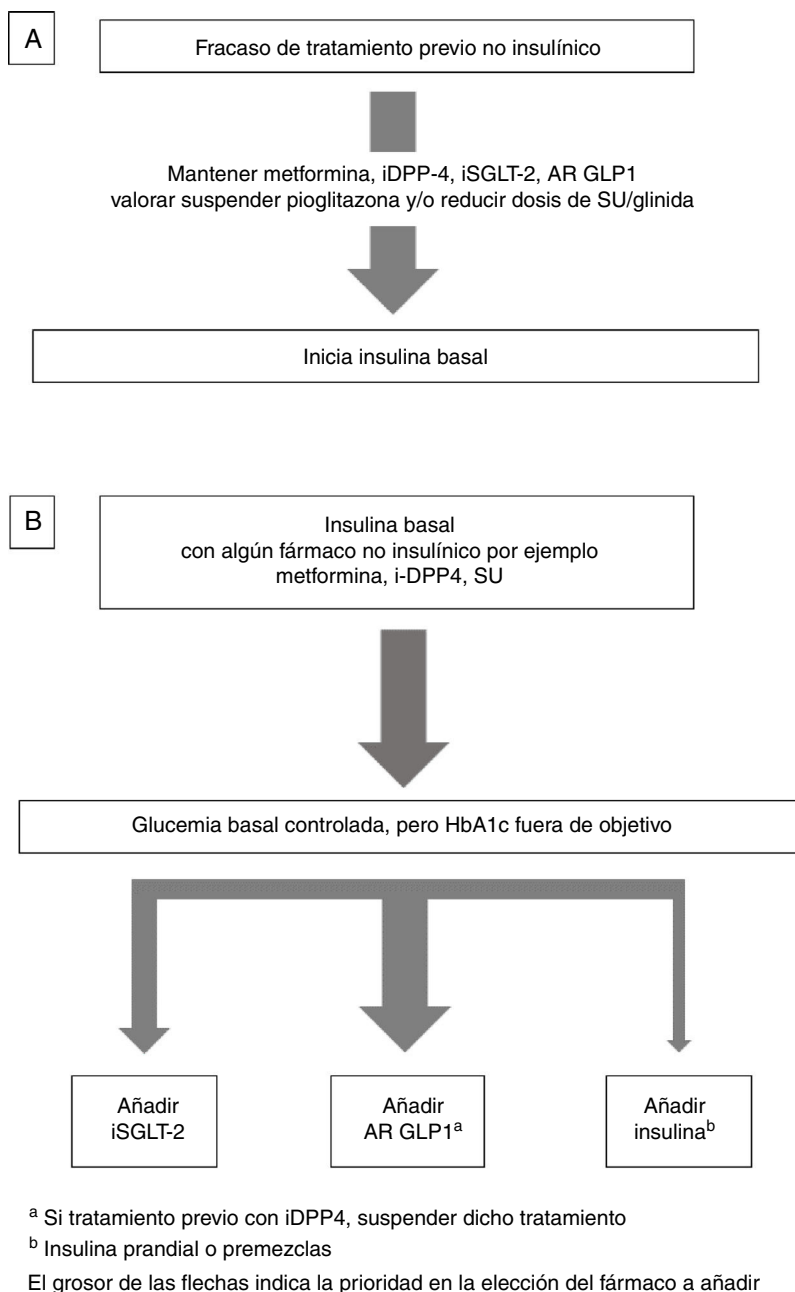 A
Fracaso de tratamiento previo no insulínico
Mantener metformina, iDPP-4, iSGLT-2, AR GLP1
valorar suspender pioglitazona y/o reducir dosis de SU/glinida
Inicia insulina basal
B
Insulina basal
con algún fármaco no insulínico por ejemplo
metformina, i-DPP4, SU
Glucemia basal controlada, pero HbA1c fuera de objetivo
Añadir
iSGLT-2
Añadir
AR GLP1a
Añadir
insulinab
a Si tratamiento previo con iDPP4, suspender dicho tratamiento
b Insulina prandial o premezclas
El grosor de las flechas indica la prioridad en la elección del fármaco a añadir